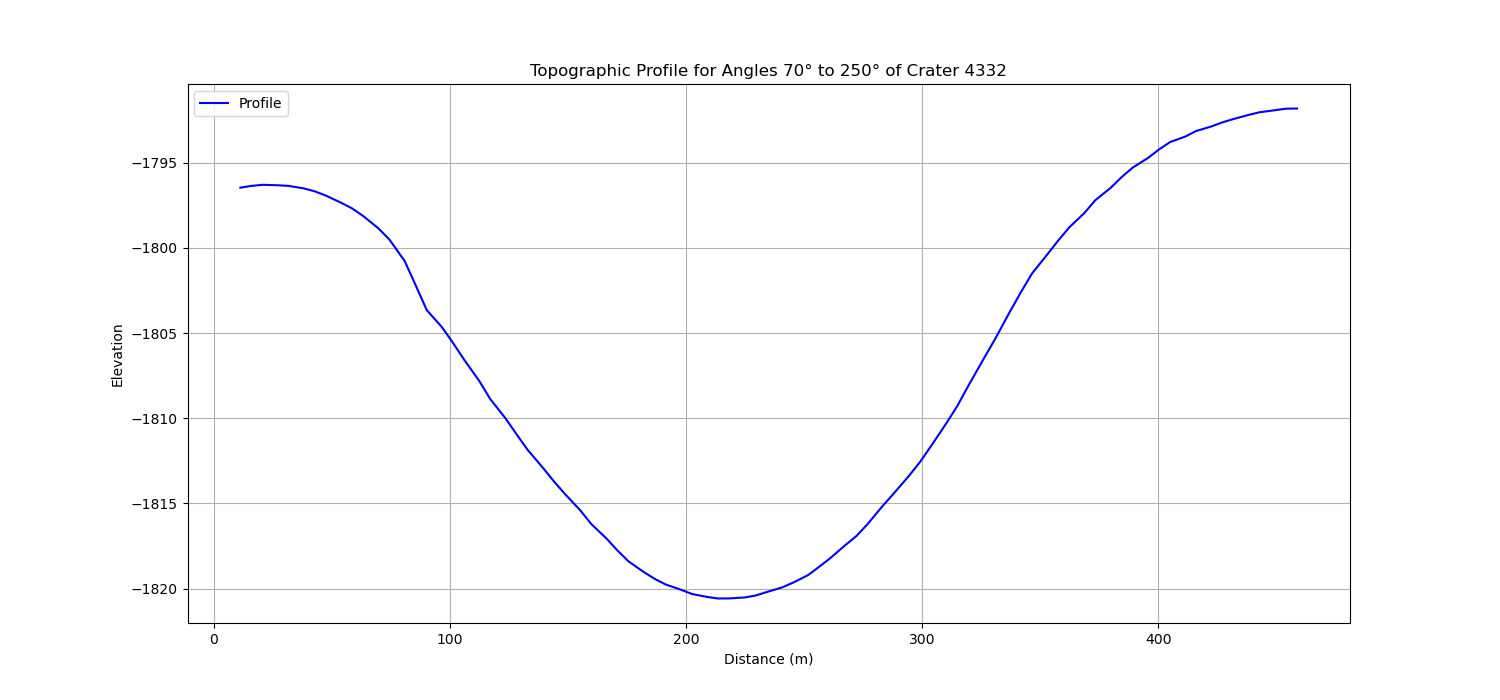 Topographic Profile for Angles 70° to 250° of Crater 4332
Profile
Elevation
−1795
−1800
−1805
−1810
−1815
−1820
0 100 200 300 400
Distance (m)